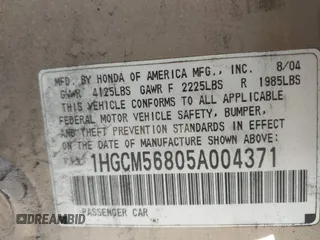 MFD. BY HONDA OF AMERICA MFG., INC. 8/04
GVWR 4125LBS GAWR F 2225LBS R 1985LBS
THIS VEHICLE CONFORMS TO ALL APPLICABLE
FEDERAL MOTOR VEHICLE SAFETY, BUMPER,
AND THEFT PREVENTION STANDARDS IN
EFFECT ON THE DATE OF MANUFACTURE SHOWN ABOVE:
1HGCM56805A004371
PASSENGER CAR
DREAMBID